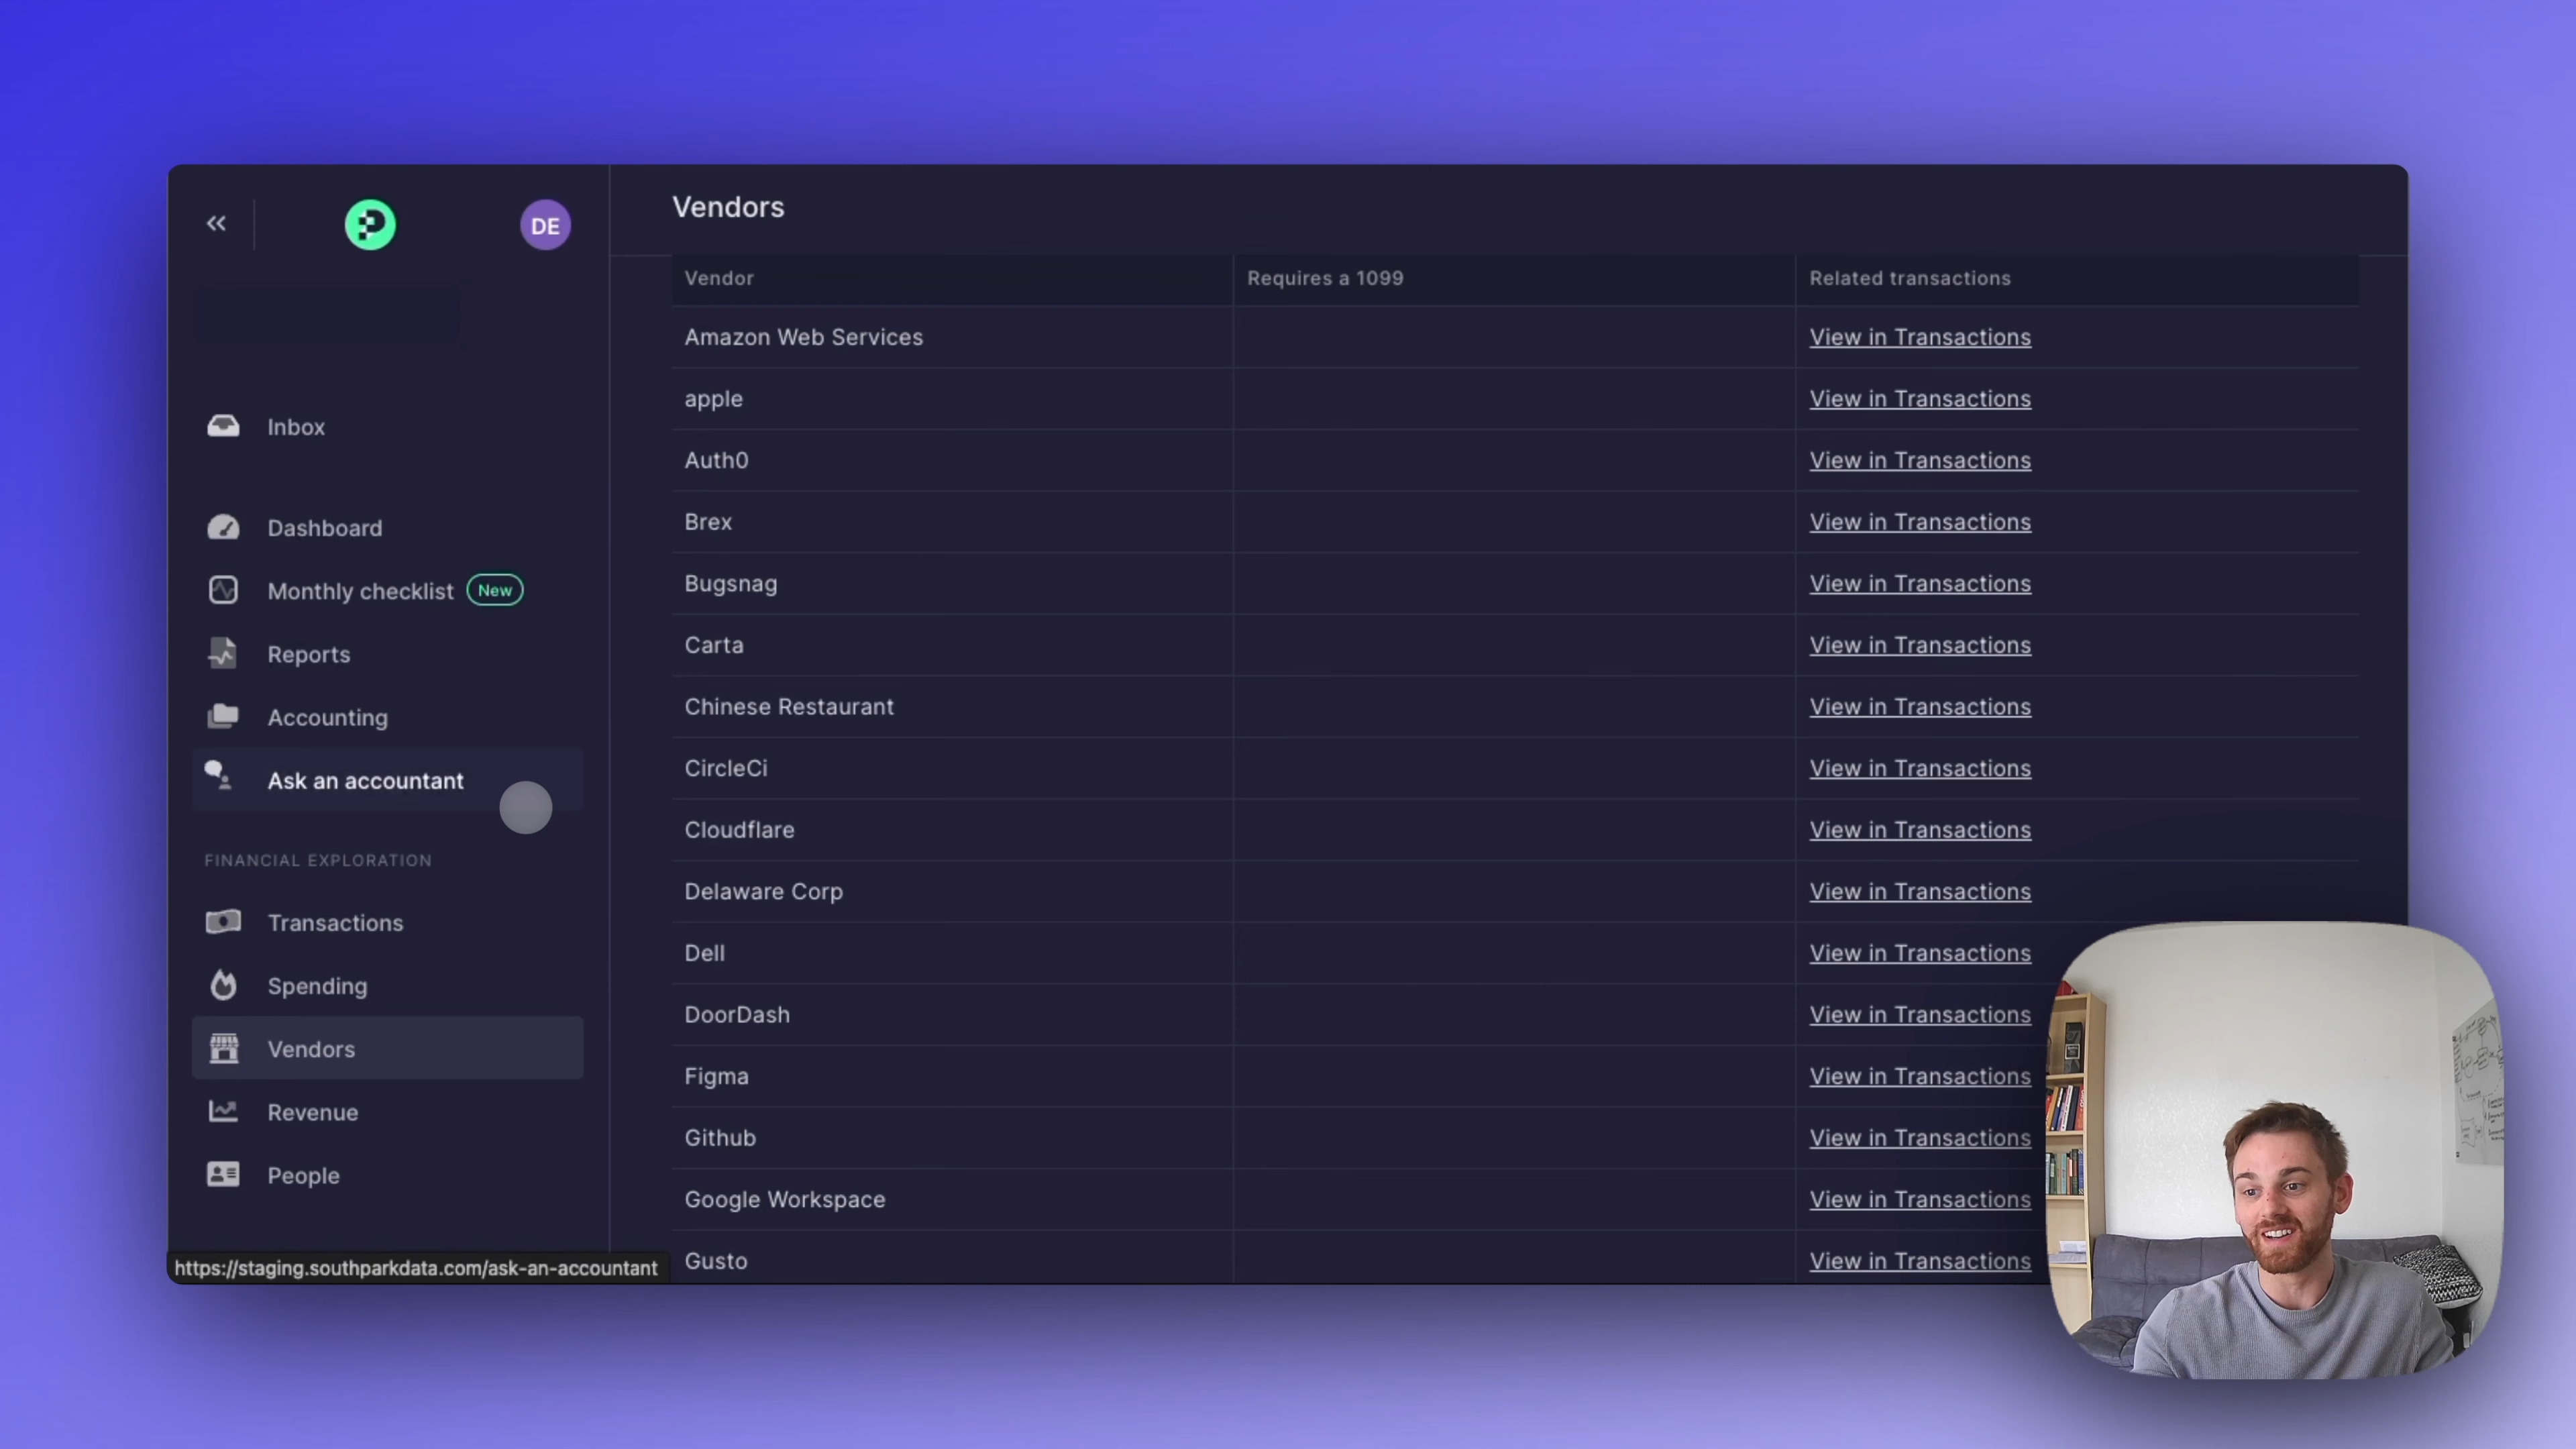 DE
Inbox
Dashboard
Monthly checklist New
Reports
Accounting
Ask an accountant
FINANCIAL EXPLORATION
Transactions
Spending
Vendors
Revenue
People
https://staging.southparkdata.com/ask-an-accountant
Vendors
Vendor Requires a 1099 Related transactions
Amazon Web Services View in Transactions
apple View in Transactions
Auth0 View in Transactions
Brex View in Transactions
Bugsnag View in Transactions
Carta View in Transactions
Chinese Restaurant View in Transactions
CircleCi View in Transactions
Cloudflare View in Transactions
Delaware Corp View in Transactions
Dell View in Transactions
DoorDash View in Transactions
Figma View in Transactions
Github View in Transactions
Google Workspace View in Transactions
Gusto View in Transactions